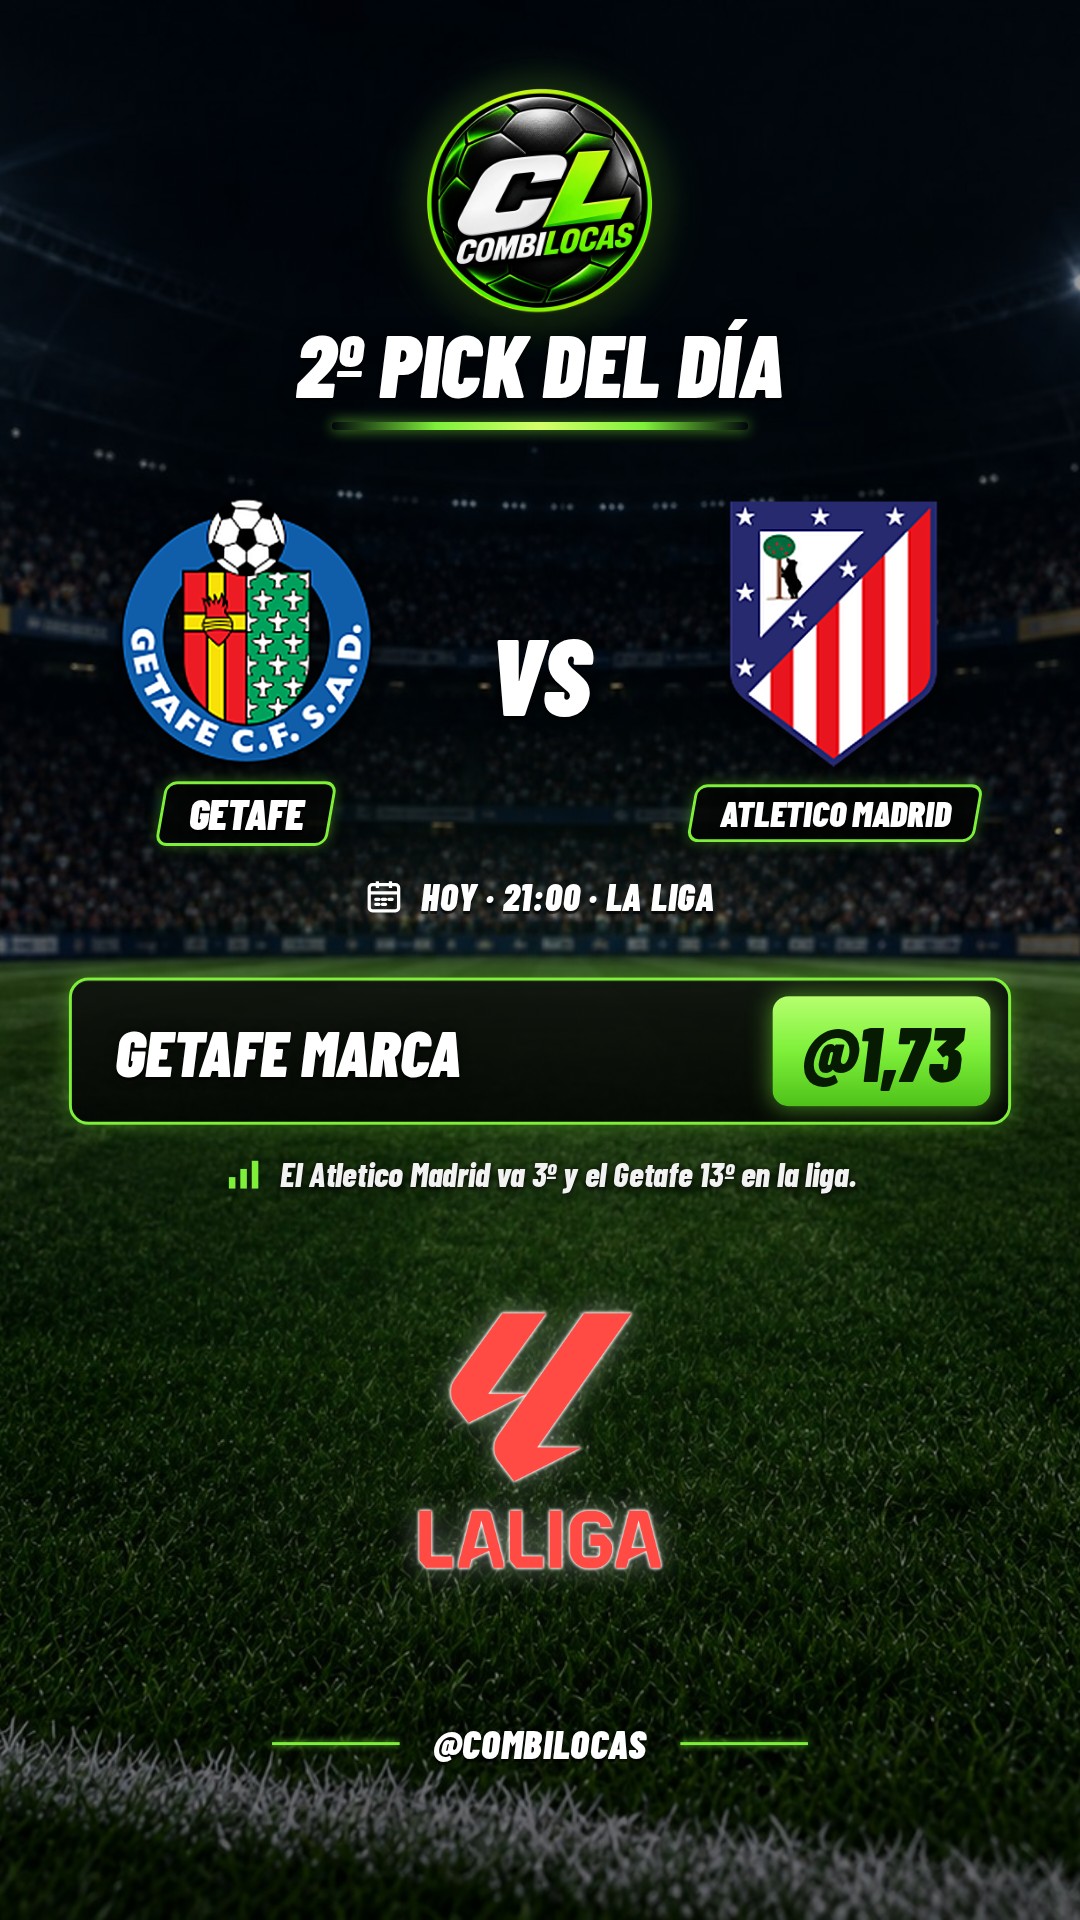 CL
COMBILOCAS
2º PICK DEL DÍA
GETAFE C.F. S.A.D.
VS
GETAFE
ATLETICO MADRID
HOY · 21:00 · LA LIGA
GETAFE MARCA
@1,73
El Atletico Madrid va 3º y el Getafe 13º en la liga.
LALIGA
@COMBILOCAS